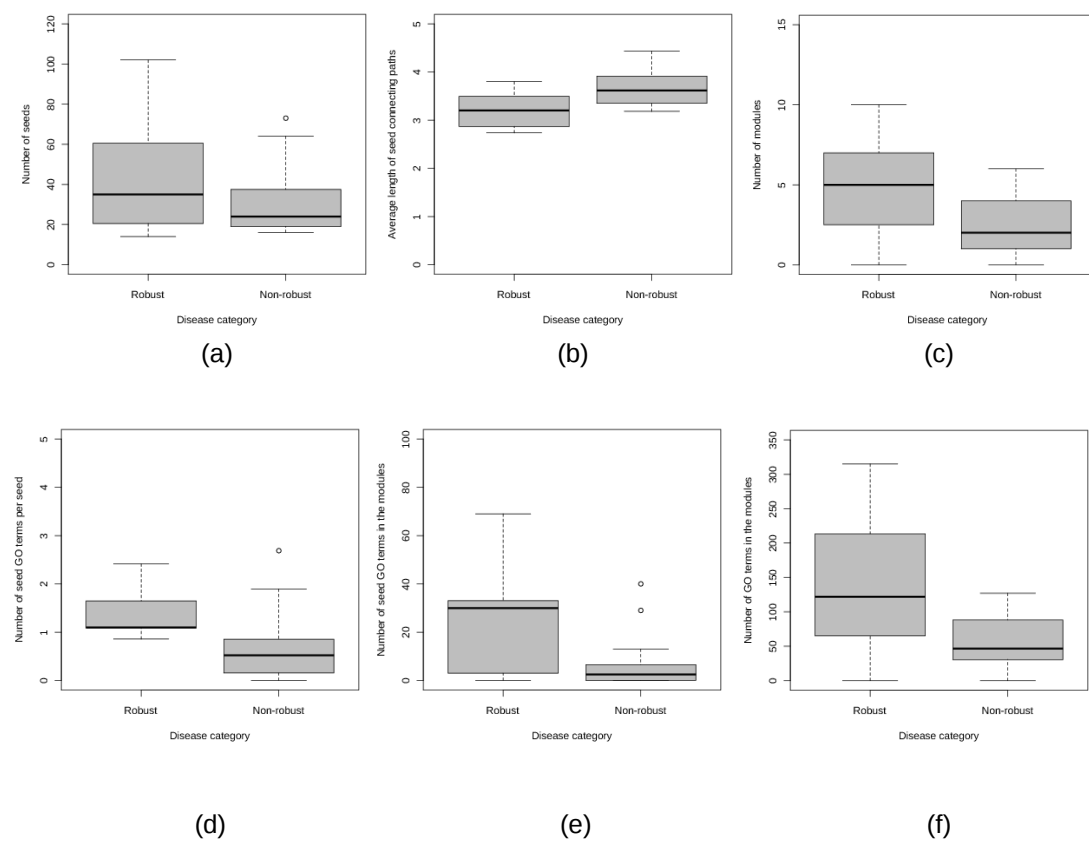 Number of seeds
120
100
80
60
40
20
0
Robust
Non-robust
Disease category
(a)
Average length of seed connecting paths
5
4
3
2
1
0
Robust
Non-robust
Disease category
(b)
Number of modules
15
10
5
0
Robust
Non-robust
Disease category
(c)
Number of seed GO terms per seed
5
4
3
2
1
0
Robust
Non-robust
Disease category
(d)
Number of seed GO terms in the modules
100
80
60
40
20
0
Robust
Non-robust
Disease category
(e)
Number of GO terms in the modules
350
300
250
200
150
100
50
0
Robust
Non-robust
Disease category
(f)